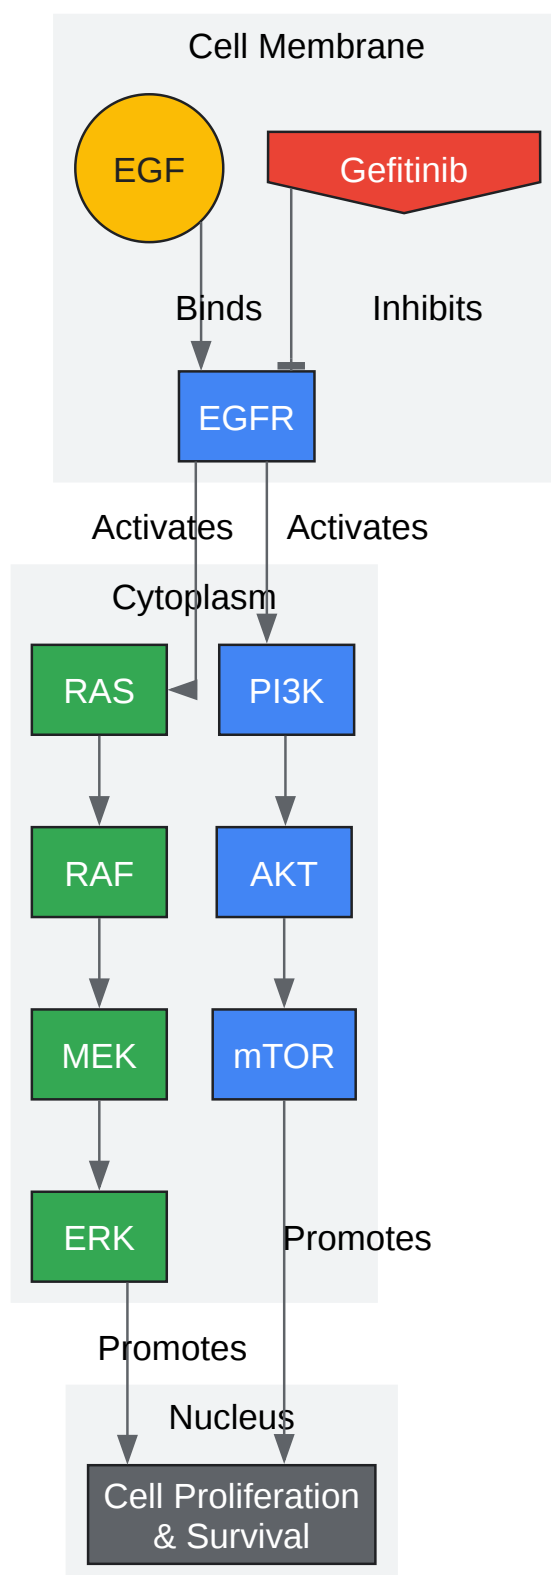 Cell Membrane
EGF
Gefitinib
Binds
Inhibits
EGFR
Activates
Activates
Cytoplasm
RAS
PI3K
RAF
AKT
MEK
mTOR
ERK
Promotes
Promotes
Nucleus
Cell Proliferation
& Survival